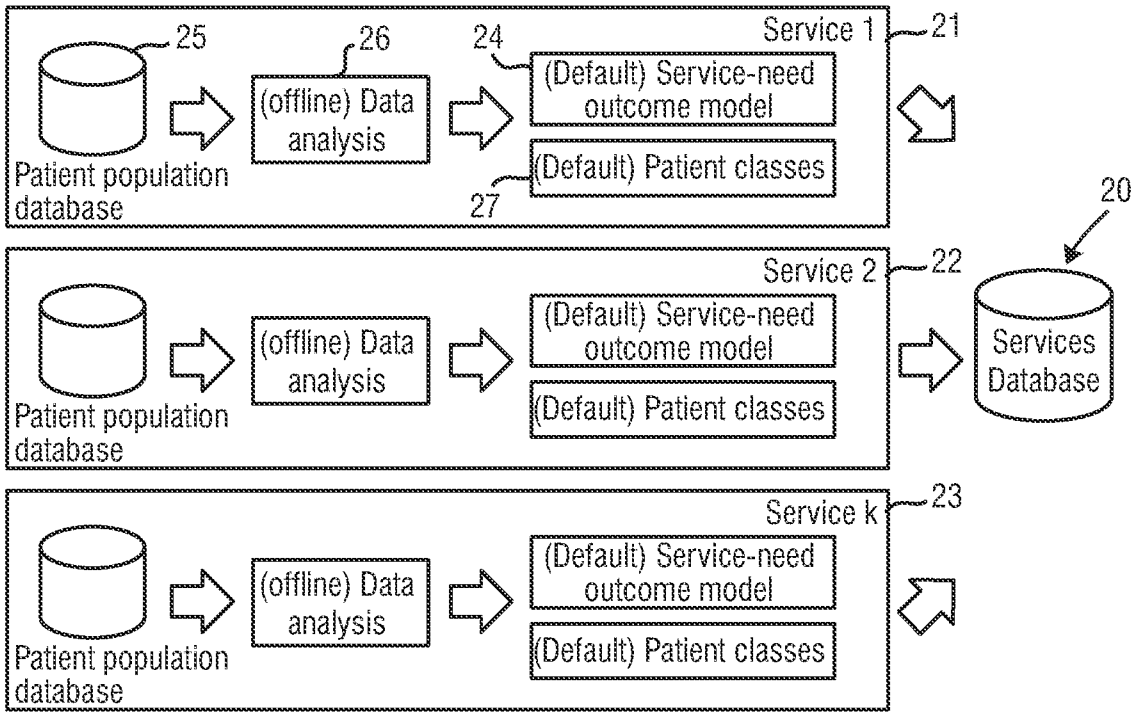 Service 1
21
25
26
24
(Default) Service-need
outcome model
(offline) Data
analysis
(Default) Patient classes
27
Patient population
database
20
Service 2
22
(Default) Service-need
outcome model
(offline) Data
analysis
(Default) Patient classes
Patient population
database
Services
Database
Service k
23
(Default) Service-need
outcome model
(offline) Data
analysis
(Default) Patient classes
Patient population
database